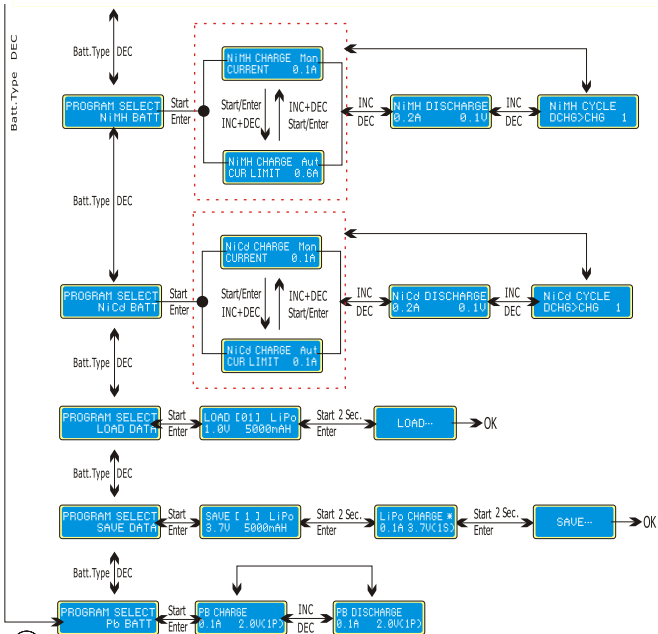 Batt.Type DEC
Batt.Type DEC
PROGRAM SELECT
NiMH BATT
Start
Enter
NiMH CHARGE Man
CURRENT 0.1A
Start/Enter
INC+DEC
INC+DEC
Start/Enter
NiMH CHARGE Aut
CUR LIMIT 0.6A
INC
DEC
NiMH DISCHARGE
0.2A 0.1V
INC
DEC
NiMH CYCLE
DCHG>CHG 1
Batt.Type DEC
PROGRAM SELECT
NiCd BATT
Start
Enter
NiCd CHARGE Man
CURRENT 0.1A
Start/Enter
INC+DEC
INC+DEC
Start/Enter
NiCd CHARGE Aut
CUR LIMIT 0.1A
INC
DEC
NiCd DISCHARGE
0.2A 0.1V
INC
DEC
NiCd CYCLE
DCHG>CHG 1
Batt.Type DEC
PROGRAM SELECT
LOAD DATA
Start
Enter
LOAD [01] LiPo
1.0V 5000mAH
Start 2 Sec.
Enter
LOAD···
OK
Batt.Type DEC
PROGRAM SELECT
SAVE DATA
Start
Enter
SAVE [ 1 ] LiPo
3.7V 5000mAH
Start 2 Sec.
Enter
LiPo CHARGE *
0.1A 3.7V(1S)
Start 2 Sec.
Enter
SAVE···
OK
Batt.Type DEC
PROGRAM SELECT
Pb BATT
Start
Enter
PB CHARGE
0.1A 2.0V(1P)
INC
DEC
PB DISCHARGE
0.1A 2.0V(1P)